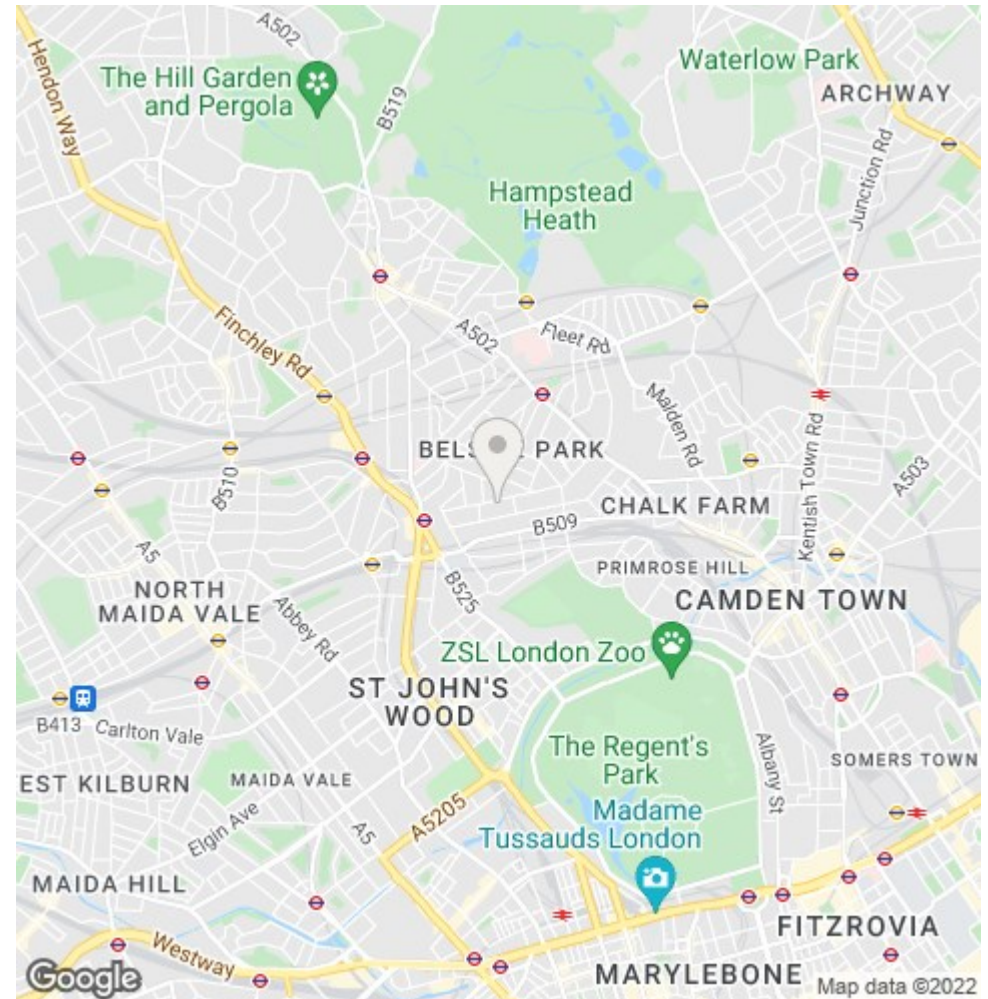 A502
Hendon Way
The Hill Garden
and Pergola
B519
Waterlow Park
ARCHWAY
Junction Rd
Hampstead
Heath
Finchley Rd
A502
Fleet Rd
Malden Rd
BELS E PARK
B510
A503
Kentish Town Rd
CHALK FARM
B509
A5
PRIMROSE HILL
NORTH
MAIDA VALE
B525
CAMDEN TOWN
Abbey Rd
ZSL London Zoo
ST JOHN'S
WOOD
B413
Carlton Vale
The Regent's
Park
Albany St
SOMERS TOWN
EST KILBURN
MAIDA VALE
Madame
Tussauds London
A5205
Elgin Ave
A5
MAIDA HILL
FITZROVIA
Westway
MARYLEBONE
Google
Map data ©2022